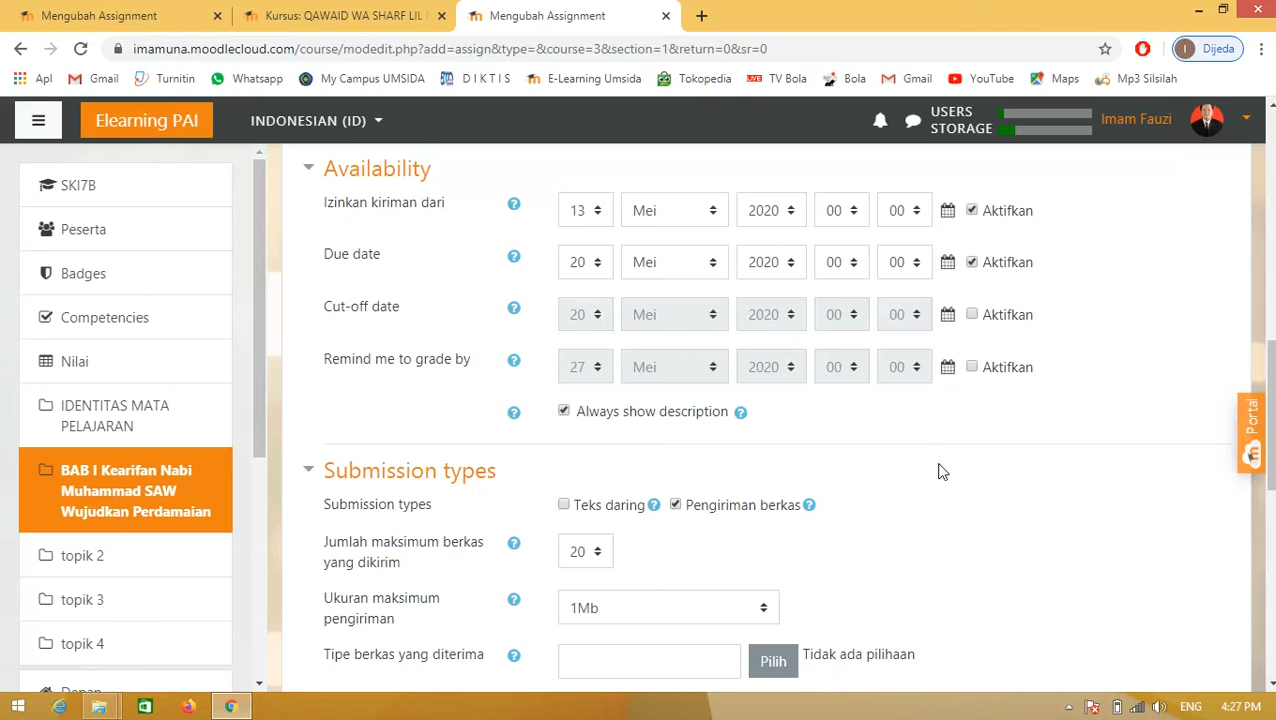 Mengubah Assignment
Kursus: QAWAID WA SHARF LIL
Mengubah Assignment
imamuna.moodlecloud.com/course/modedit.php?add=assign&type=&course=3&section=1&return=0&sr=0
I Dijeda
Apl Gmail Turnitin Whatsapp My Campus UMSIDA D I K T I S E-Learning Umsida Tokopedia LIVE TV Bola Bola Gmail YouTube Maps Mp3 Silsilah
Elearning PAI INDONESIAN (ID) USERS Imam Fauzi
STORAGE
SKI7B
Peserta
Badges
Competencies
Nilai
IDENTITAS MATA
PELAJARAN
BAB I Kearifan Nabi
Muhammad SAW
Wujudkan Perdamaian
topik 2
topik 3
topik 4
Availability
Izinkan kiriman dari 13 Mei 2020 00 00 Aktifkan
Due date 20 Mei 2020 00 00 Aktifkan
Cut-off date 20 Mei 2020 00 00 Aktifkan
Remind me to grade by 27 Mei 2020 00 00 Aktifkan
Always show description
Submission types
Submission types Teks daring Pengiriman berkas
Jumlah maksimum berkas
yang dikirim 20
Ukuran maksimum
pengiriman 1Mb
Tipe berkas yang diterima Pilih Tidak ada pilihaan
Portal
ENG 4:27 PM